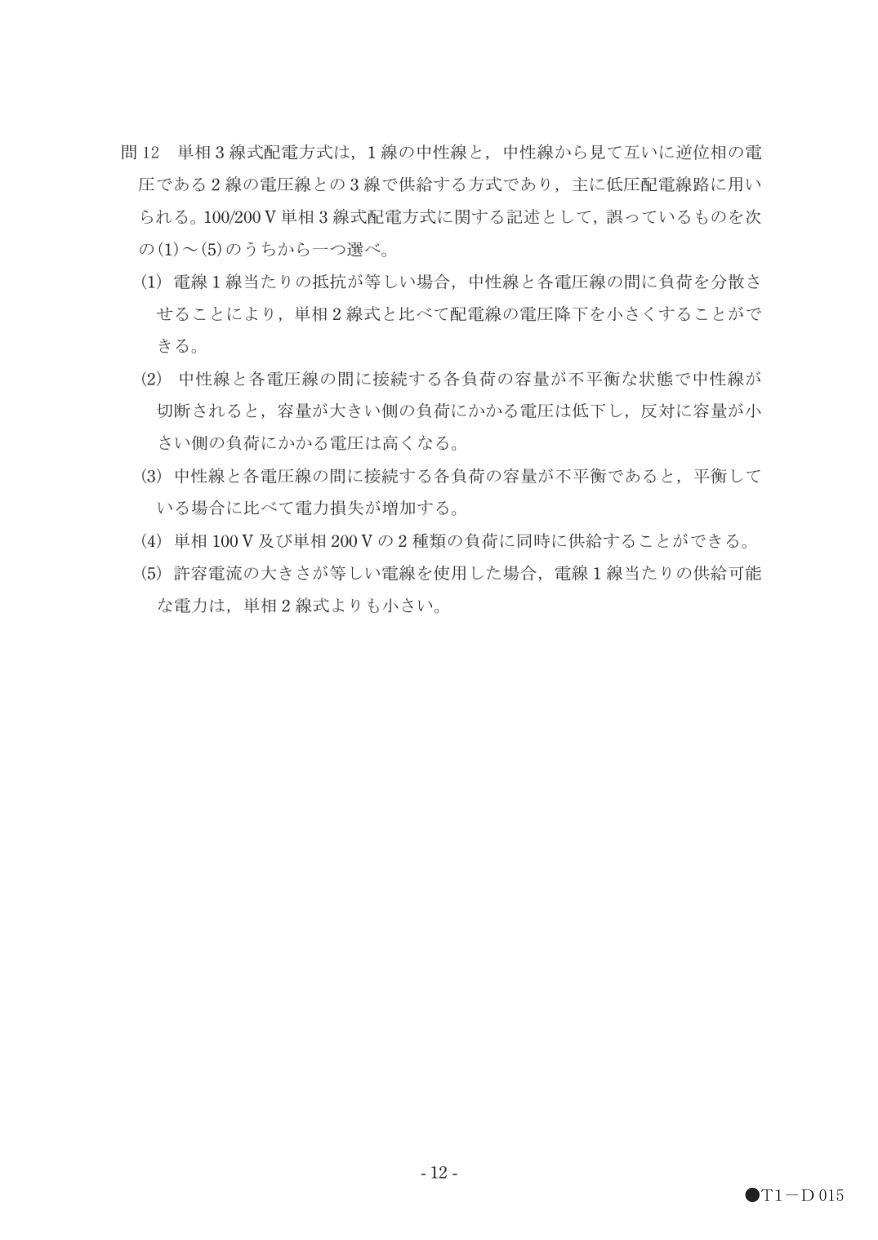 問 12　単相 3 線式配電方式は，1 線の中性線と，中性線から見て互いに逆位相の電
圧である 2 線の電圧線との 3 線で供給する方式であり，主に低圧配電線路に用い
られる。100/200 V 単相 3 線式配電方式に関する記述として，誤っているものを次
の(1)～(5)のうちから一つ選べ。
(1) 電線 1 線当たりの抵抗が等しい場合，中性線と各電圧線の間に負荷を分散さ
せることにより，単相 2 線式と比べて配電線の電圧降下を小さくすることがで
きる。
(2) 中性線と各電圧線の間に接続する各負荷の容量が不平衡な状態で中性線が
切断されると，容量が大きい側の負荷にかかる電圧は低下し，反対に容量が小
さい側の負荷にかかる電圧は高くなる。
(3) 中性線と各電圧線の間に接続する各負荷の容量が不平衡であると，平衡して
いる場合に比べて電力損失が増加する。
(4) 単相 100 V 及び単相 200 V の 2 種類の負荷に同時に供給することができる。
(5) 許容電流の大きさが等しい電線を使用した場合，電線 1 線当たりの供給可能
な電力は，単相 2 線式よりも小さい。
- 12 -
●T1－D 015